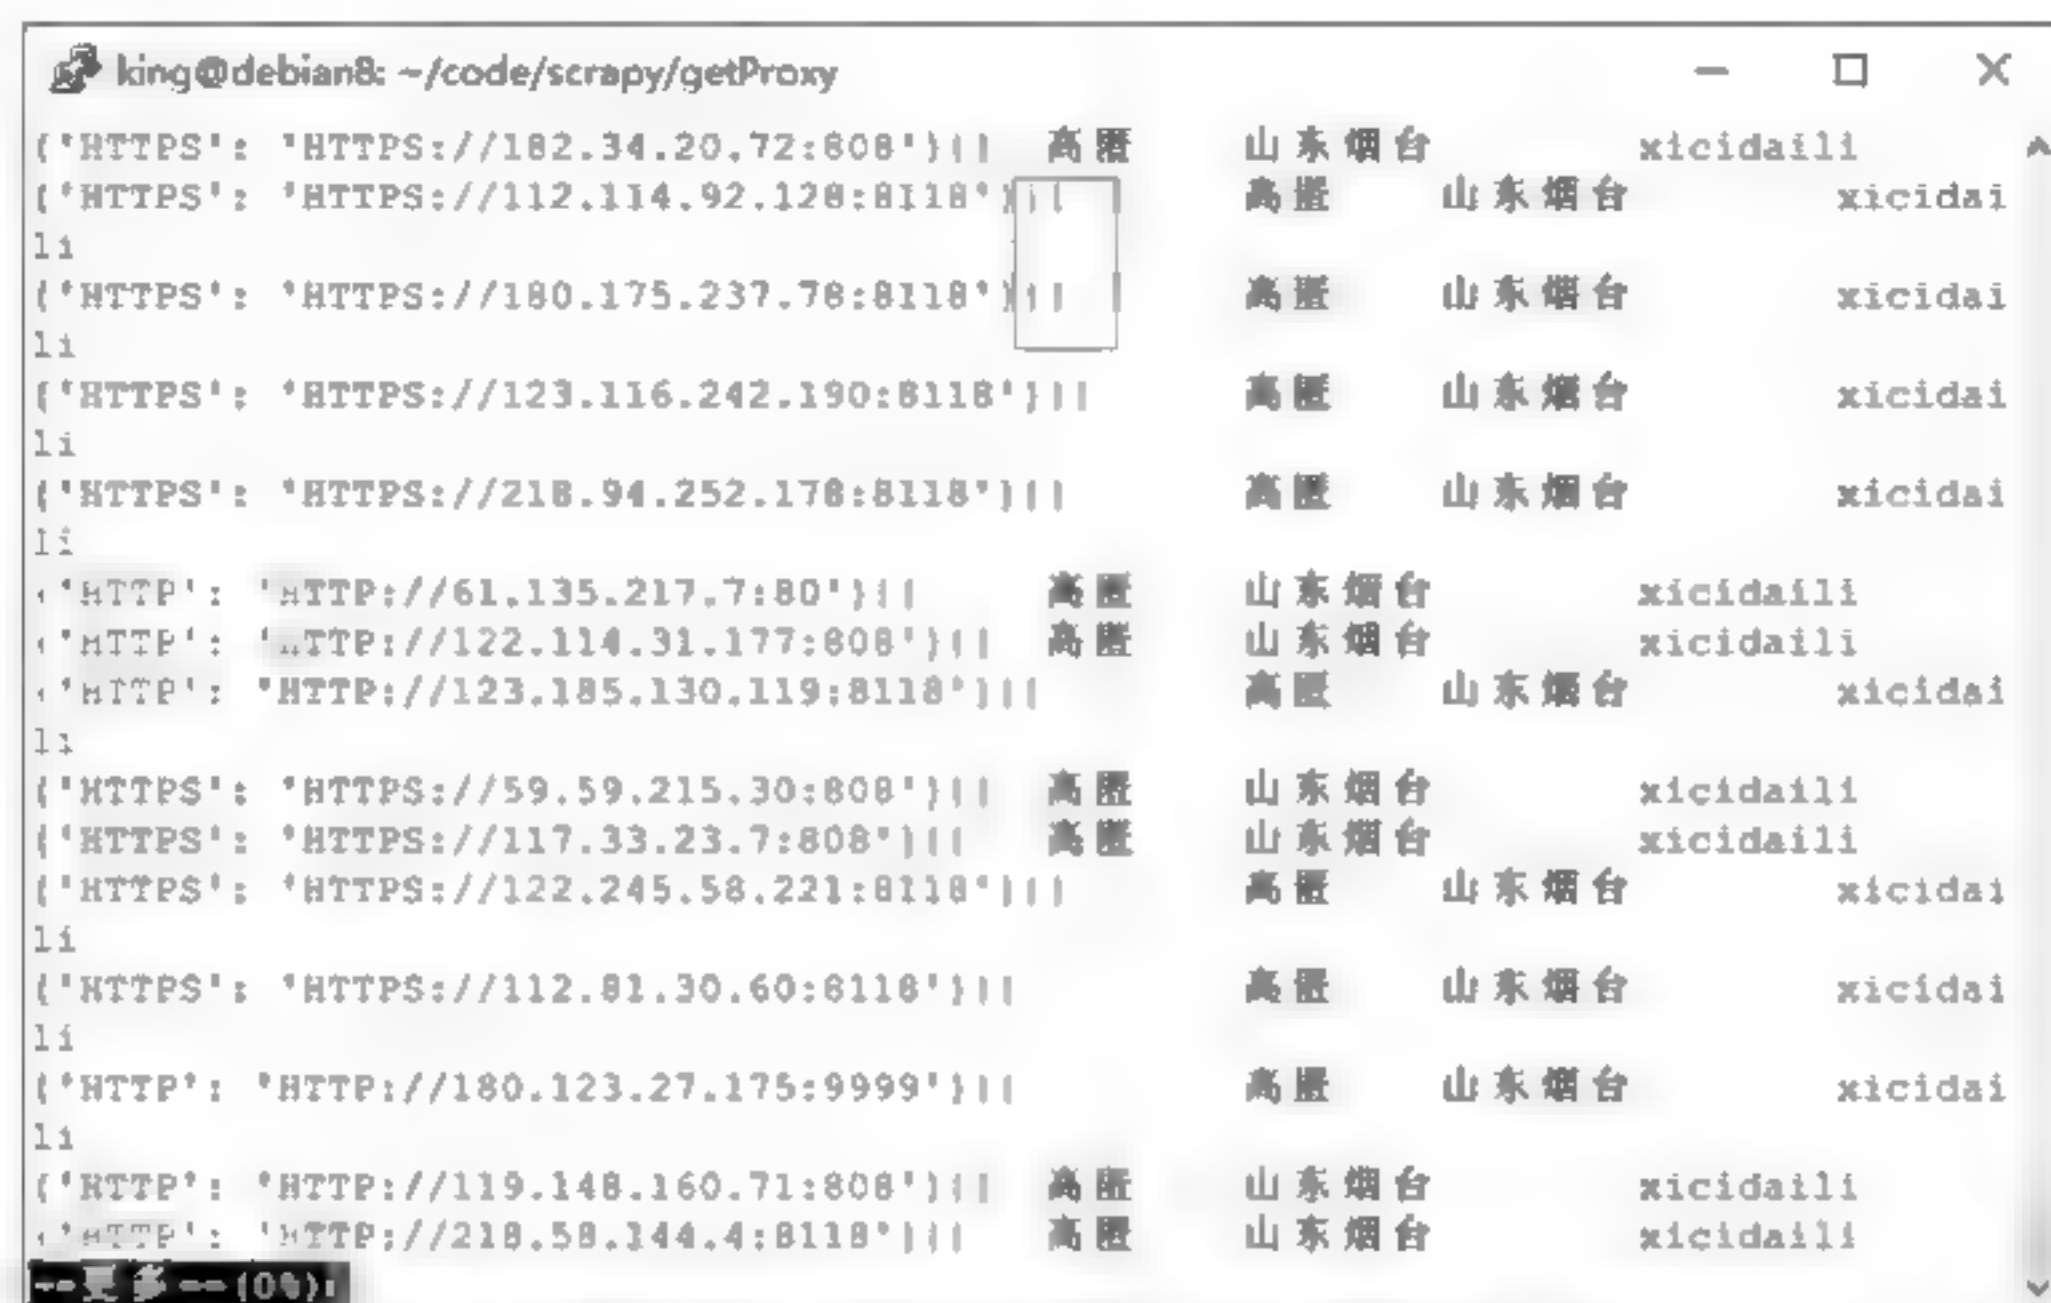 king@debian8: ~/code/scrapy/getProxy
{'HTTPS': 'HTTPS://182.34.20.72:808'}|| 高匿 山东烟台 xicidaili
{'HTTPS': 'HTTPS://112.114.92.128:8118'}|| 高匿 山东烟台 xicidai
li
{'HTTPS': 'HTTPS://180.175.237.78:8118'}|| 高匿 山东烟台 xicidai
li
{'HTTPS': 'HTTPS://123.116.242.190:8118'}|| 高匿 山东烟台 xicidai
li
{'HTTPS': 'HTTPS://218.94.252.178:8118'}|| 高匿 山东烟台 xicidai
li
{'HTTP': 'HTTP://61.135.217.7:80'}|| 高匿 山东烟台 xicidaili
{'HTTP': 'HTTP://122.114.31.177:808'}|| 高匿 山东烟台 xicidaili
{'HTTP': 'HTTP://123.185.130.119:8118'}|| 高匿 山东烟台 xicidai
li
{'HTTPS': 'HTTPS://59.59.215.30:808'}|| 高匿 山东烟台 xicidaili
{'HTTPS': 'HTTPS://117.33.23.7:808'}|| 高匿 山东烟台 xicidaili
{'HTTPS': 'HTTPS://122.245.58.221:8118'}|| 高匿 山东烟台 xicidai
li
{'HTTPS': 'HTTPS://112.81.30.60:8118'}|| 高匿 山东烟台 xicidai
li
{'HTTP': 'HTTP://180.123.27.175:9999'}|| 高匿 山东烟台 xicidai
li
{'HTTP': 'HTTP://119.148.160.71:808'}|| 高匿 山东烟台 xicidaili
{'HTTP': 'HTTP://218.58.144.4:8118'}|| 高匿 山东烟台 xicidaili
--更多--(0%)